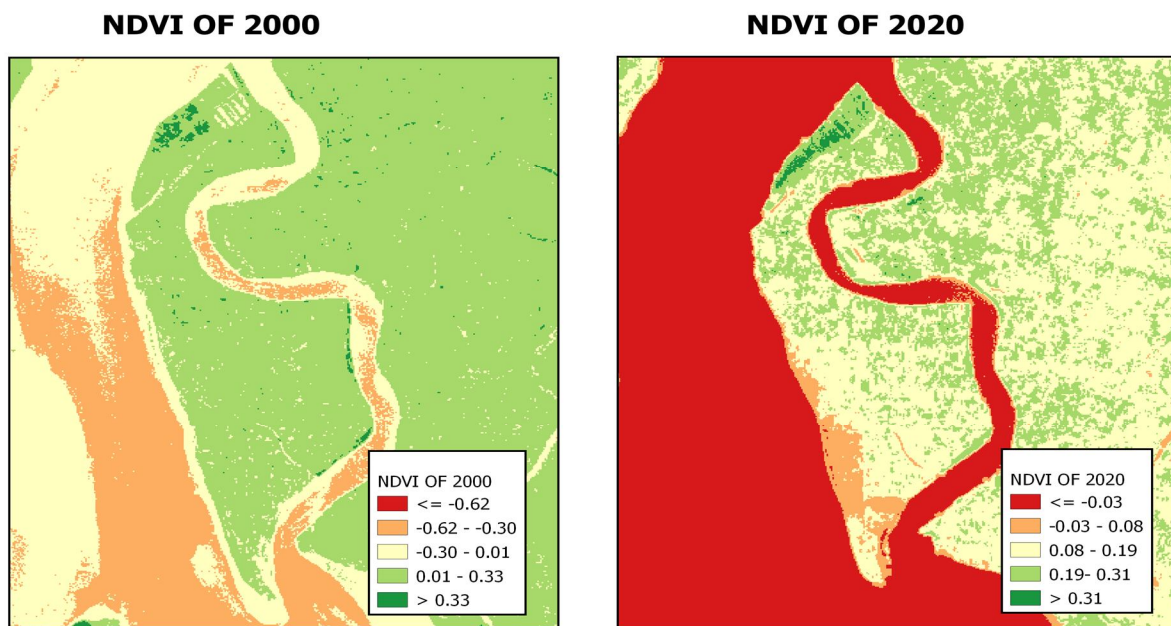 NDVI OF 2000
NDVI OF 2020
NDVI OF 2000
<= -0.62
-0.62 - -0.30
-0.30 - 0.01
0.01 - 0.33
> 0.33
NDVI OF 2020
<= -0.03
-0.03 - 0.08
0.08 - 0.19
0.19- 0.31
> 0.31